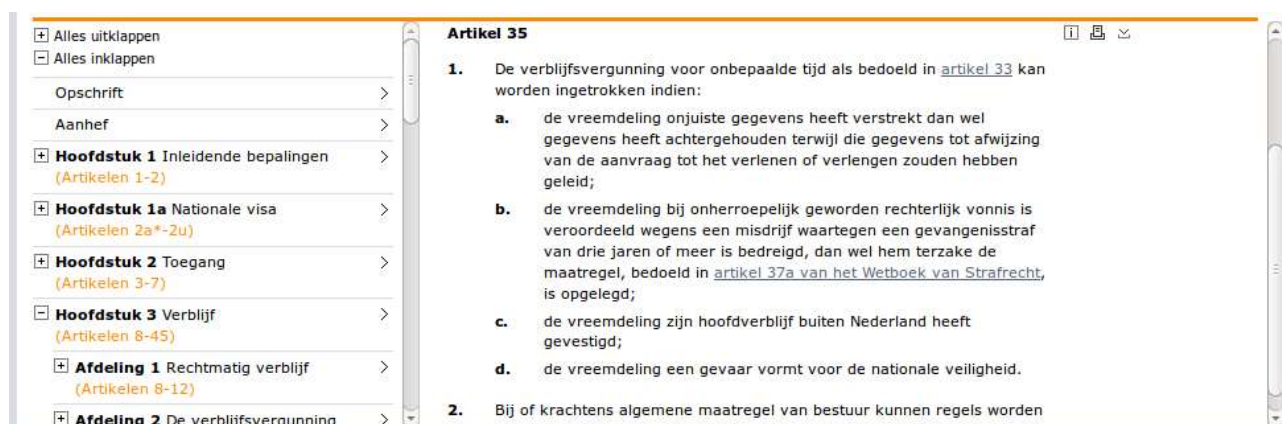 Alles uitklappen
Alles inklappen
Opschrift
Aanhef
Hoofdstuk 1 Inleidende bepalingen
(Artikelen 1-2)
Hoofdstuk 1a Nationale visa
(Artikelen 2a*-2u)
Hoofdstuk 2 Toegang
(Artikelen 3-7)
Hoofdstuk 3 Verblijf
(Artikelen 8-45)
Afdeling 1 Rechtmatig verblijf
(Artikelen 8-12)
Afdeling 2 De verblijfsvergunning
Artikel 35
1. De verblijfsvergunning voor onbepaalde tijd als bedoeld in artikel 33 kan
worden ingetrokken indien:
a. de vreemdeling onjuiste gegevens heeft verstrekt dan wel
gegevens heeft achtergehouden terwijl die gegevens tot afwijzing
van de aanvraag tot het verlenen of verlengen zouden hebben
geleid;
b. de vreemdeling bij onherroepelijk geworden rechterlijk vonnis is
veroordeeld wegens een misdrijf waartegen een gevangenisstraf
van drie jaren of meer is bedreigd, dan wel hem terzake de
maatregel, bedoeld in artikel 37a van het Wetboek van Strafrecht,
is opgelegd;
c. de vreemdeling zijn hoofdverblijf buiten Nederland heeft
gevestigd;
d. de vreemdeling een gevaar vormt voor de nationale veiligheid.
2. Bij of krachtens algemene maatregel van bestuur kunnen regels worden